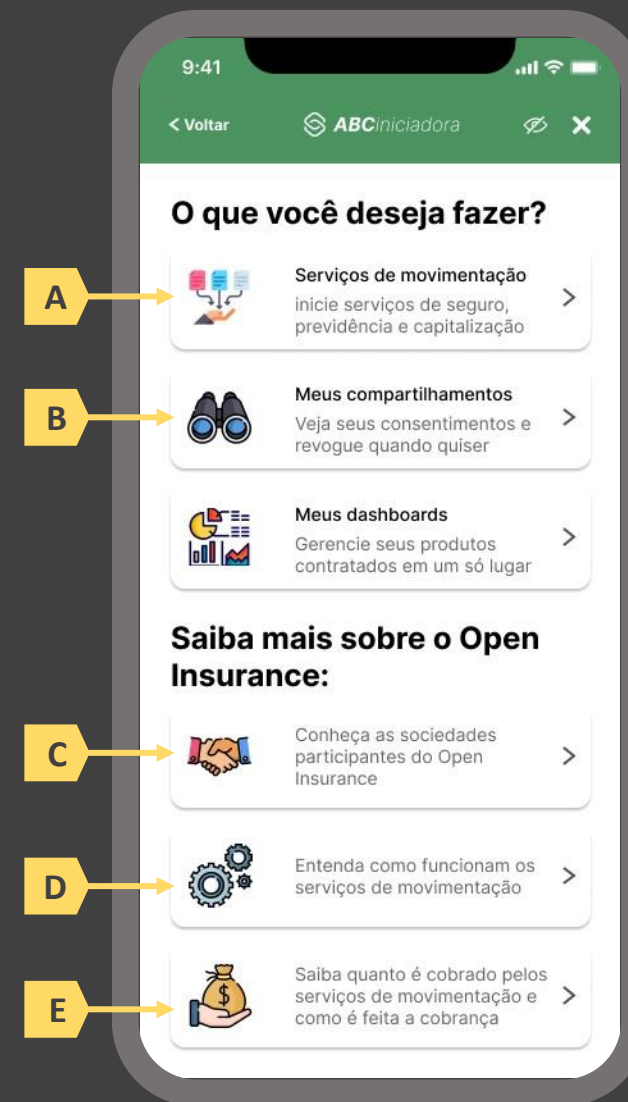 9:41
< Voltar
ABCiniciadora
O que você deseja fazer?
A
Serviços de movimentação
inicie serviços de seguro,
previdência e capitalização
B
Meus compartilhamentos
Veja seus consentimentos e
revogue quando quiser
Meus dashboards
Gerencie seus produtos
contratados em um só lugar
Saiba mais sobre o Open
Insurance:
C
Conheça as sociedades
participantes do Open
Insurance
D
Entenda como funcionam os
serviços de movimentação
E
$
Saiba quanto é cobrado pelos
serviços de movimentação e
como é feita a cobrança